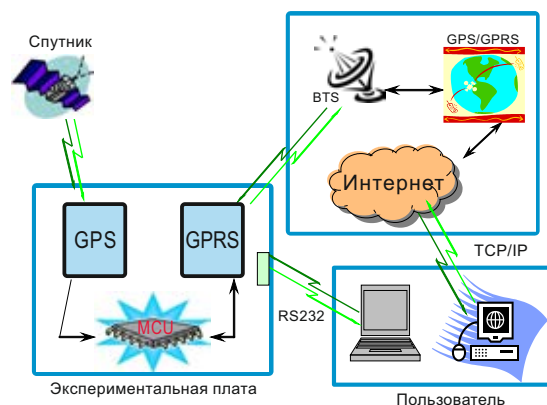 Спутник
GPS/GPRS
BTS
Интернет
GPS
GPRS
MCU
TCP/IP
RS232
Экспериментальная плата
Пользователь